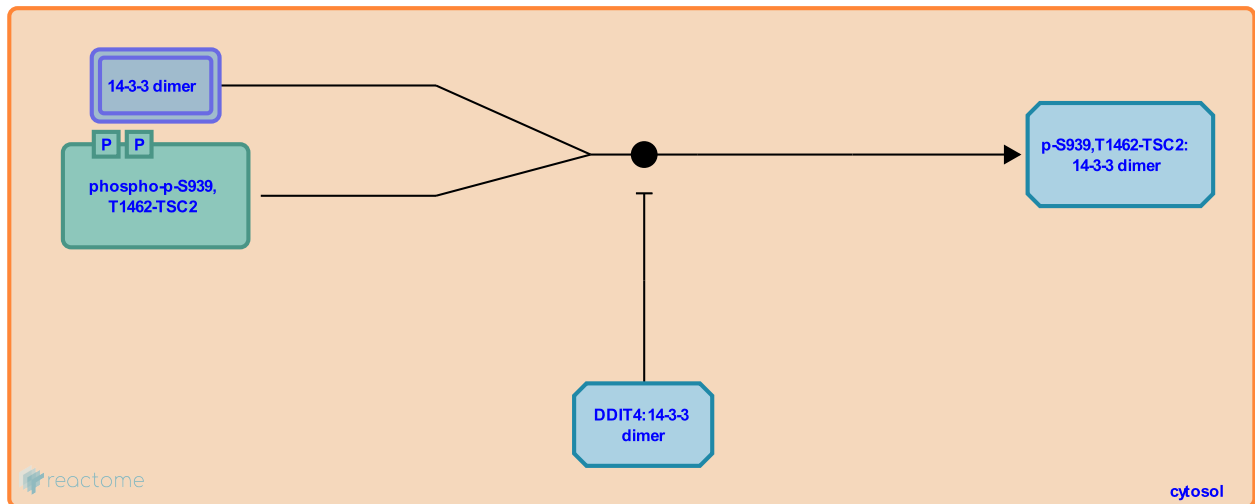 14-3-3 dimer
P P
phospho-p-S939,
T1462-TSC2
p-S939,T1462-TSC2:
14-3-3 dimer
DDIT4:14-3-3
dimer
reactome
cytosol